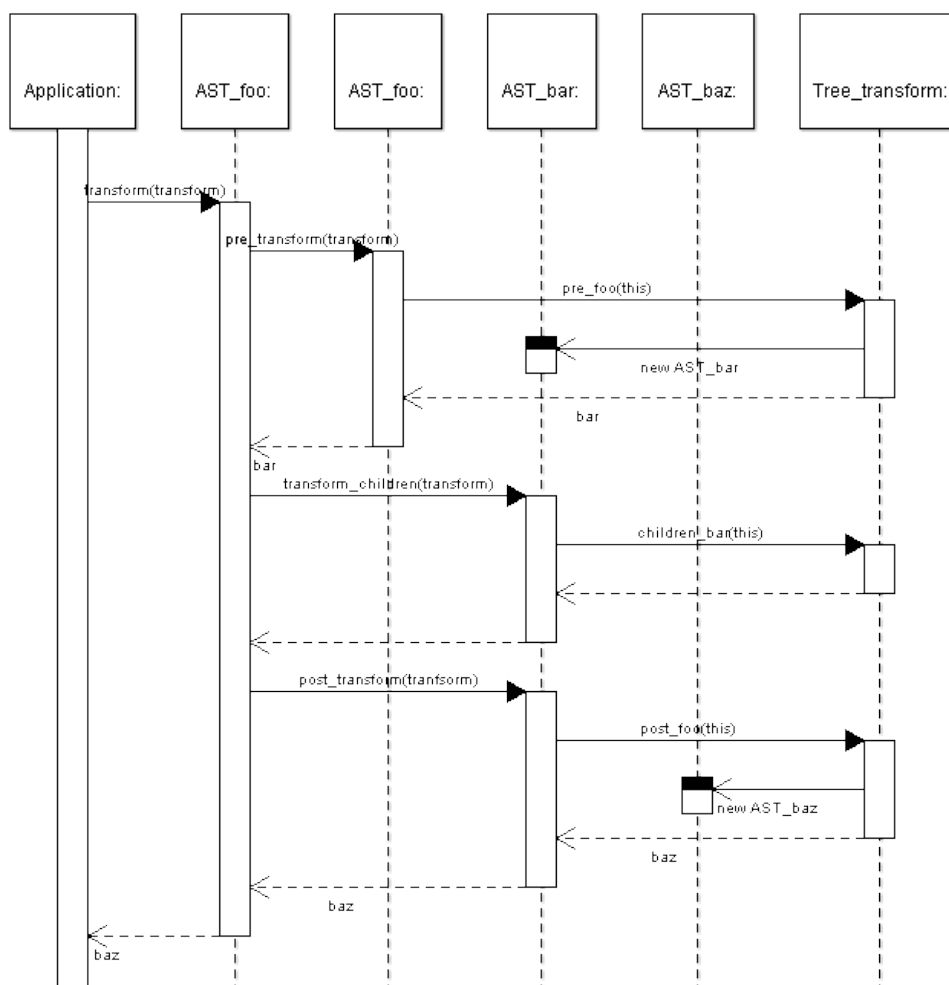 Application:
AST_foo:
AST_foo:
AST_bar:
AST_baz:
Tree_transform:
transform(transform)
pre_transform(transform)
pre_foo(this)
new AST_bar
bar
bar
transform_children(transform)
children_bar(this)
post_transform(tranfsorm)
post_foo(this)
new AST_baz
baz
baz
baz